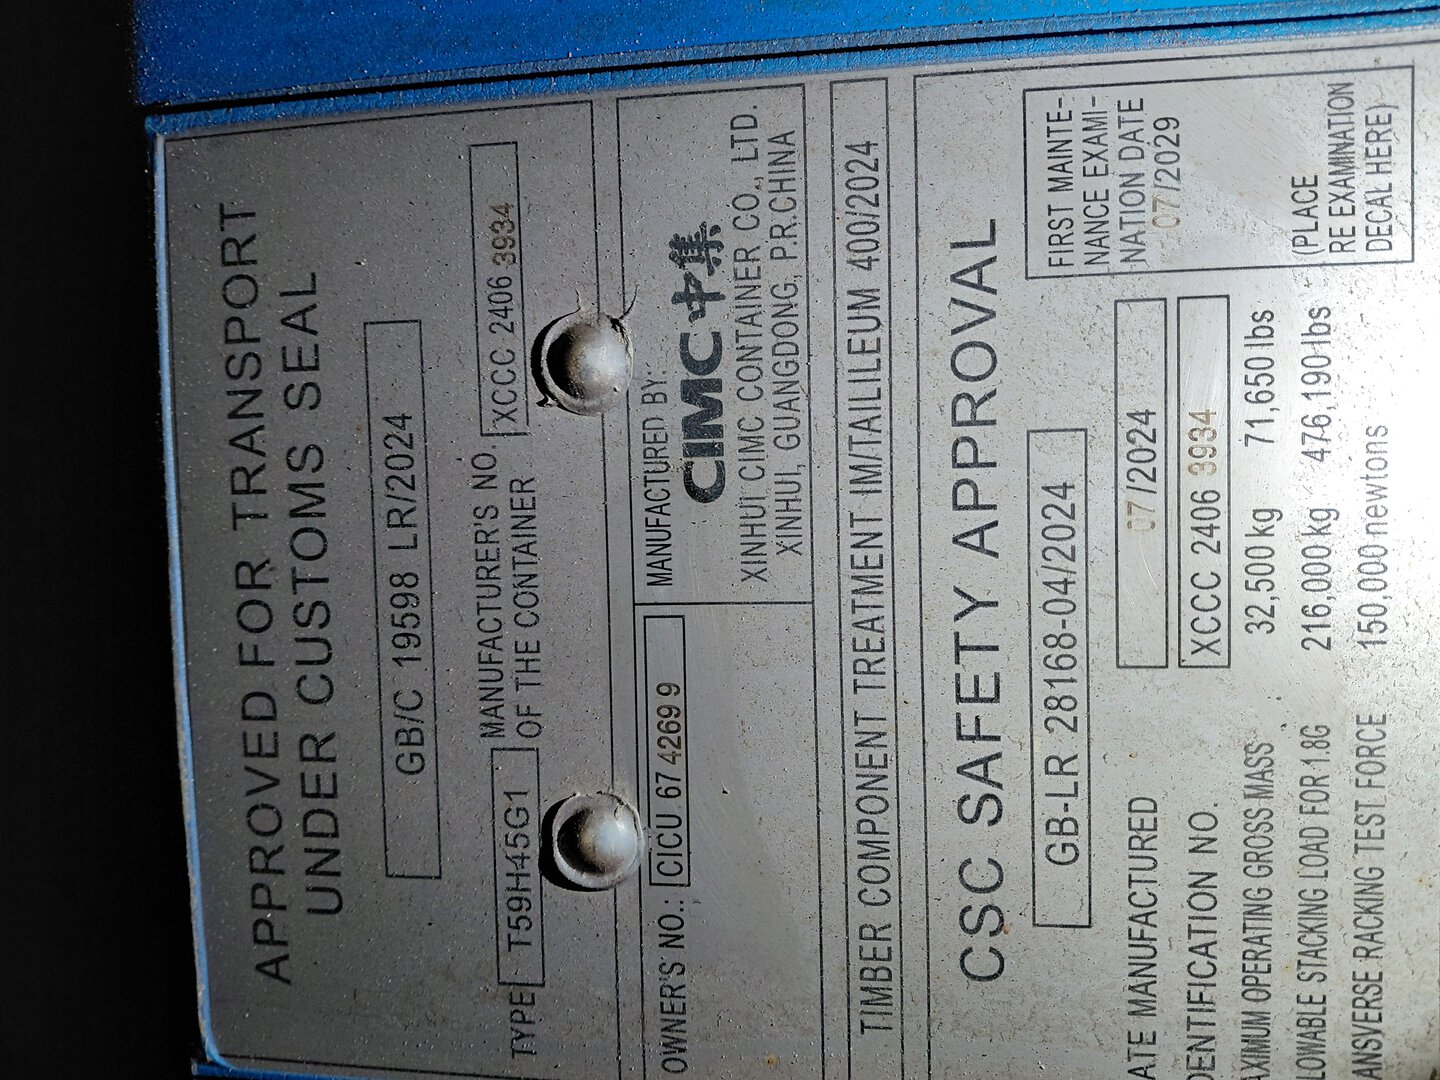 APPROVED FOR TRANSPORT
UNDER CUSTOMS SEAL
GB/C 19598 LR/2024
TYPE T59H45G1
MANUFACTURER'S NO.
OF THE CONTAINER
XCCC 2406 3934
OWNER'S NO.: CICU 67 4269 9
MANUFACTURED BY:
CIMC 中集
XINHUI CIMC CONTAINER CO., LTD.
XINHUI, GUANGDONG, P.R.CHINA
TIMBER COMPONENT TREATMENT IM/TAILILEUM 400/2024
CSC SAFETY APPROVAL
GB-LR 28168-04/2024
ATE MANUFACTURED 07/2024
DENTIFICATION NO. XCCC 2406 3934
AXIMUM OPERATING GROSS MASS 32,500 kg 71,650 lbs
LOWABLE STACKING LOAD FOR 1.8G 216,000 kg 476,190 lbs
ANSVERSE RACKING TEST FORCE 150,000 newtons
FIRST MAINTE-
NANCE EXAMI-
NATION DATE
07/2029
(PLACE
RE EXAMINATION
DECAL HERE)